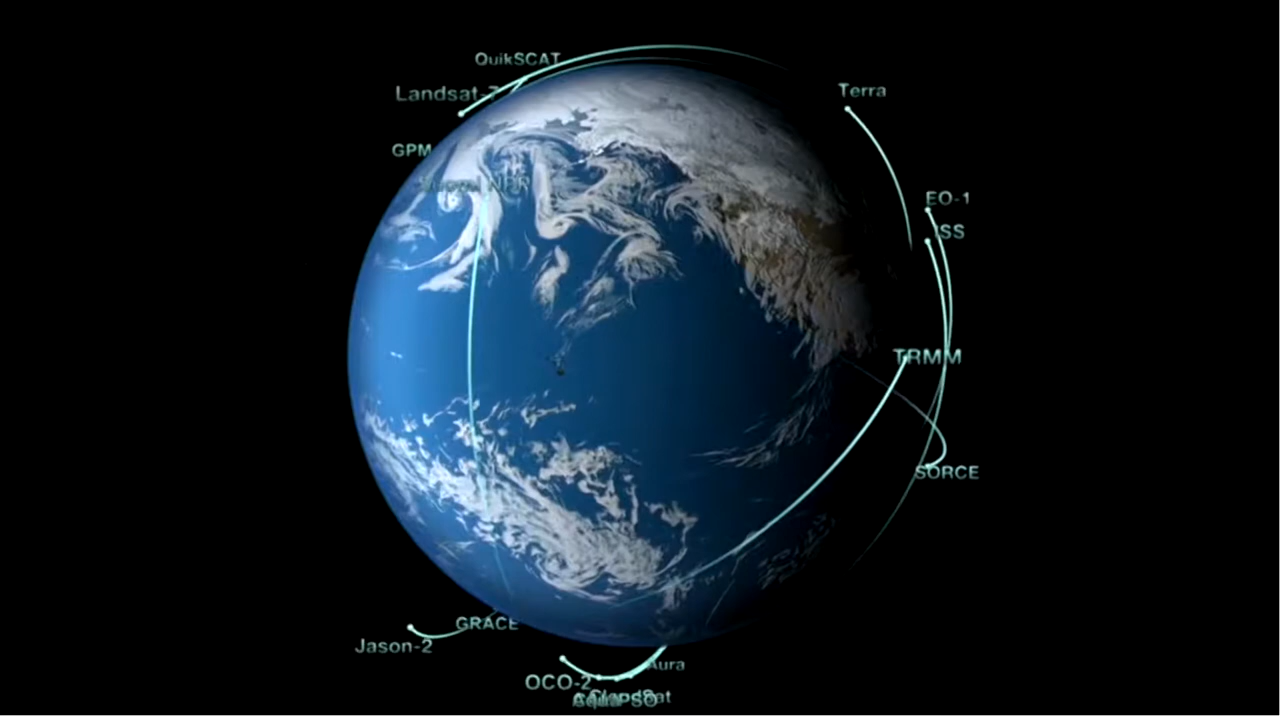 QuikSCAT
Landsat-7
Terra
GPM
EO-1
ISS
TRMM
SORCE
GRACE
Jason-2
Aura
OCO-2